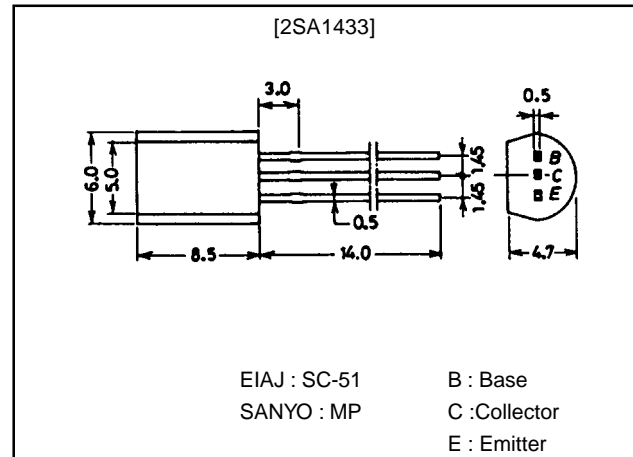 [2SA1433]
3.0
0.5
6.0
5.0
B
C
E
1.45
1.45
0.5
8.5
14.0
4.7
EIAJ : SC-51
B : Base
SANYO : MP
C :Collector
E : Emitter